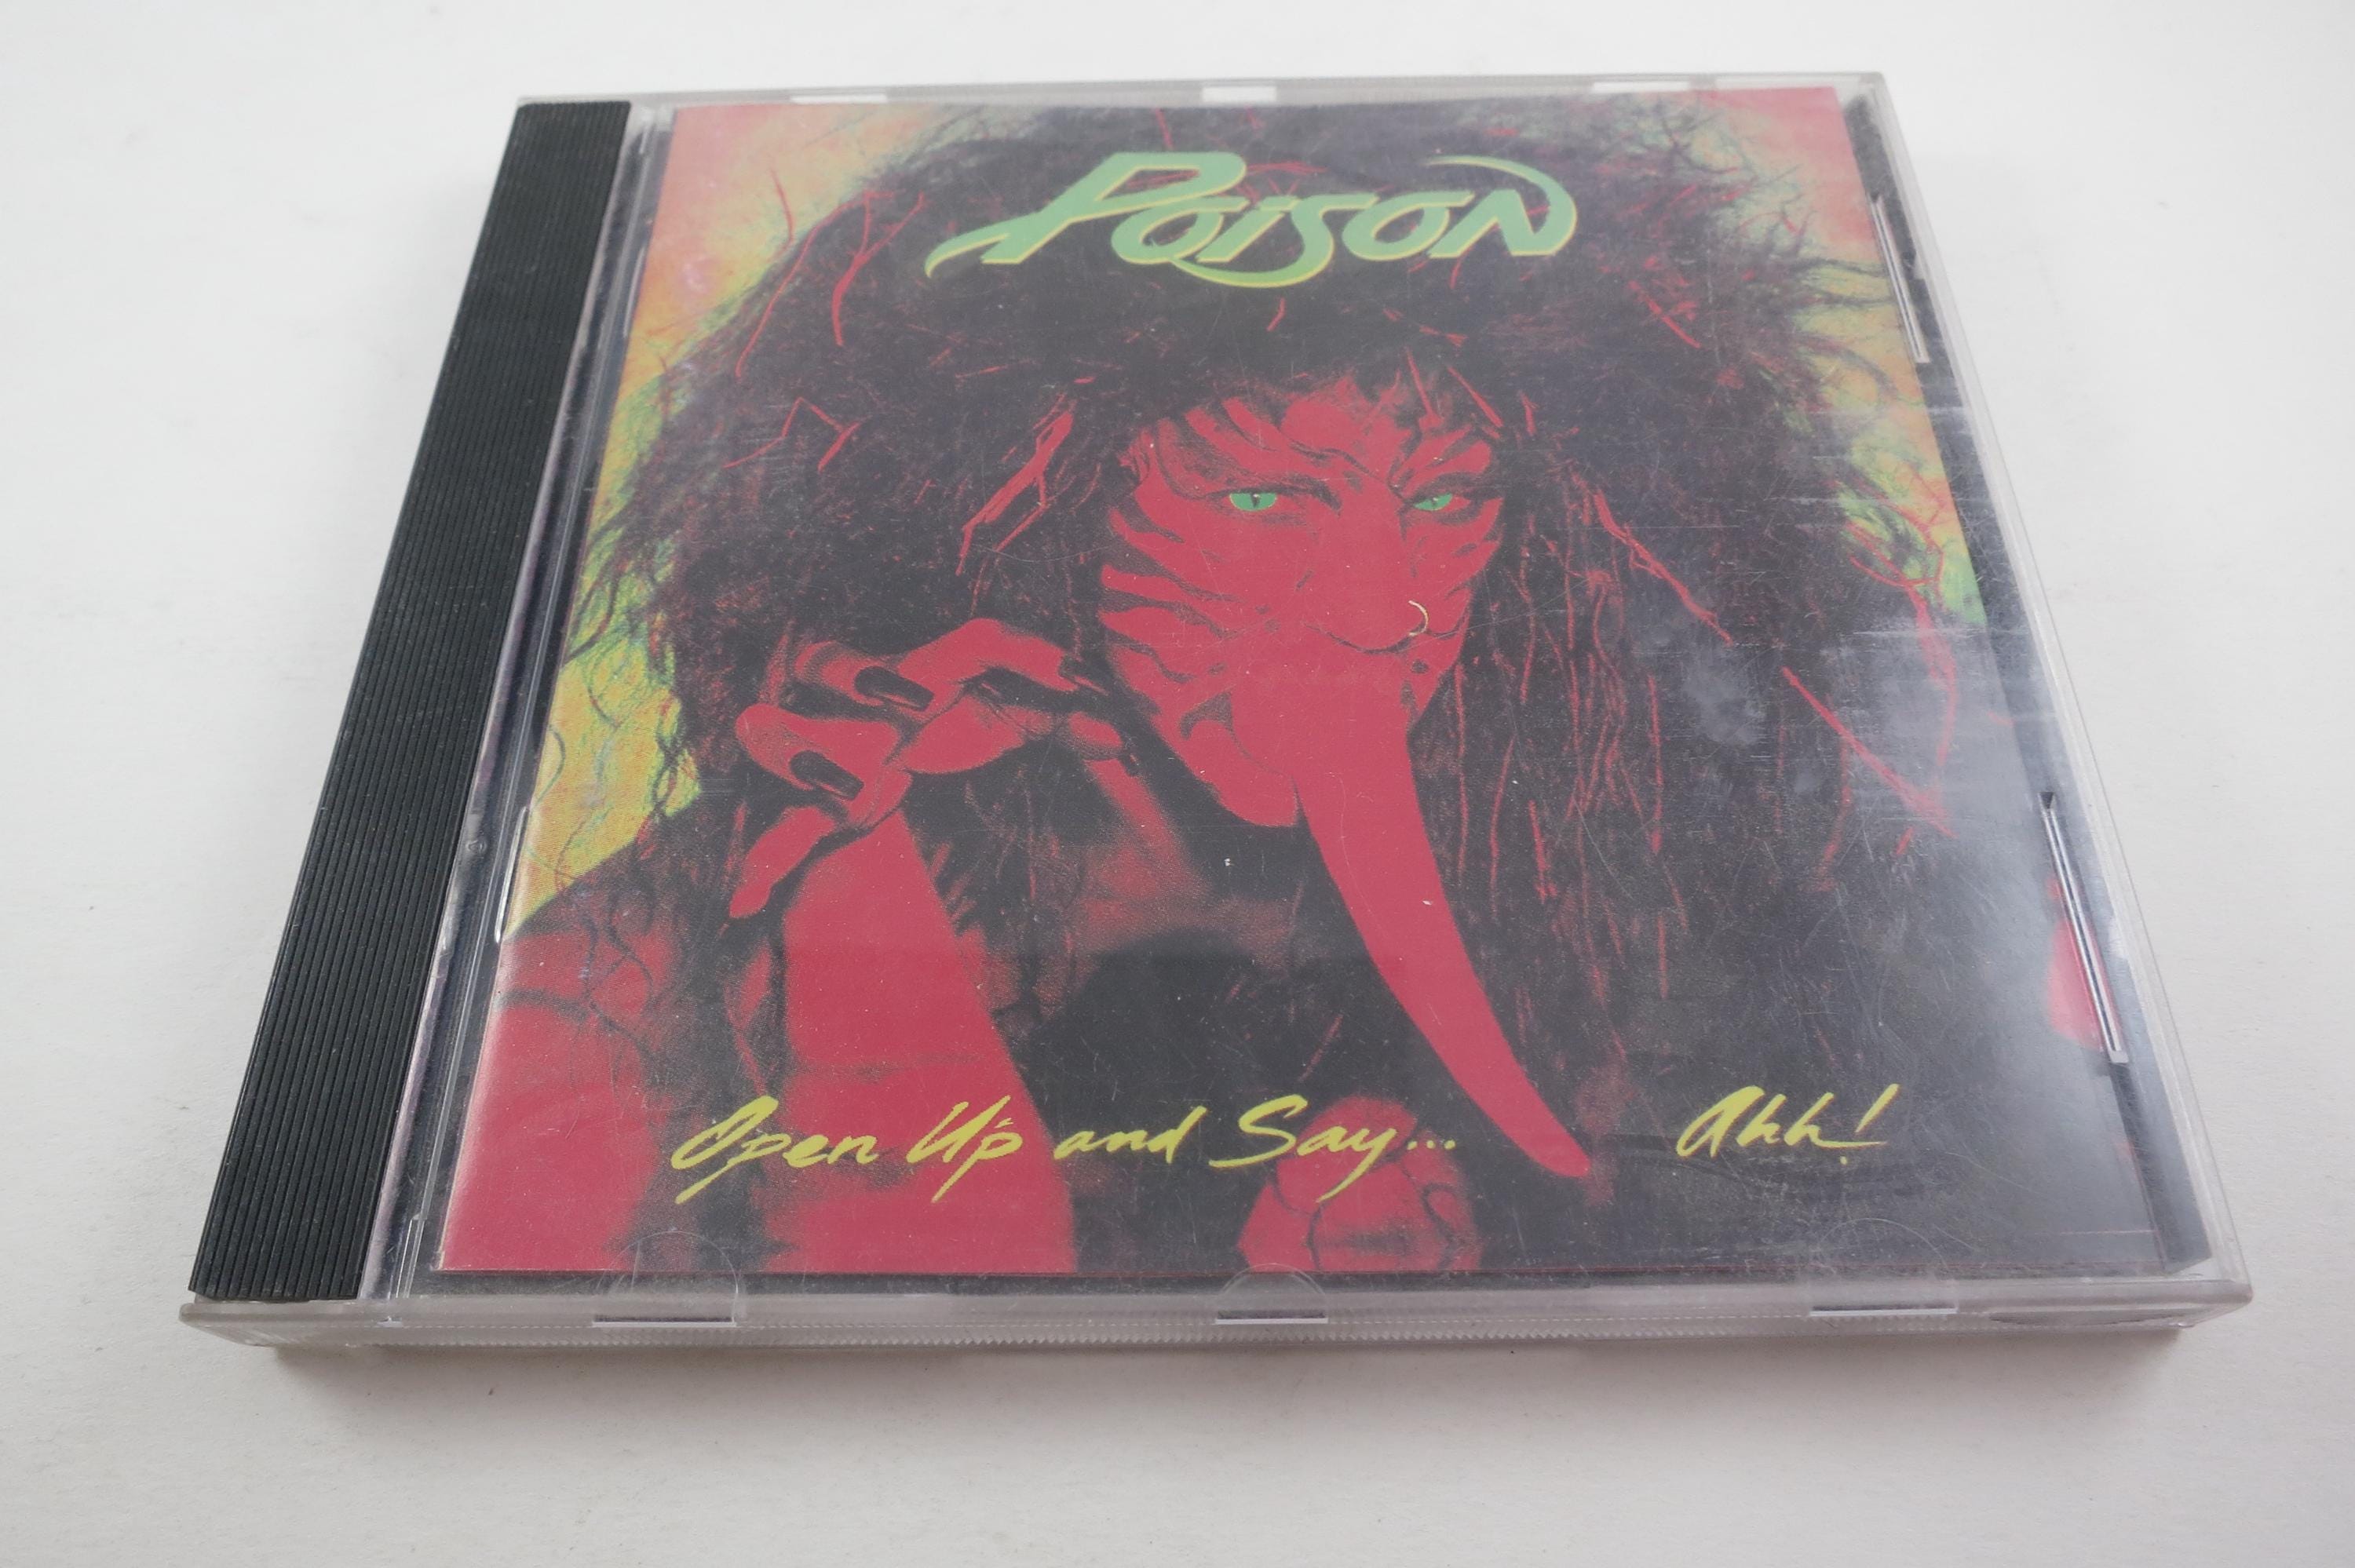 Poison
Open Up and Say... Ahh!